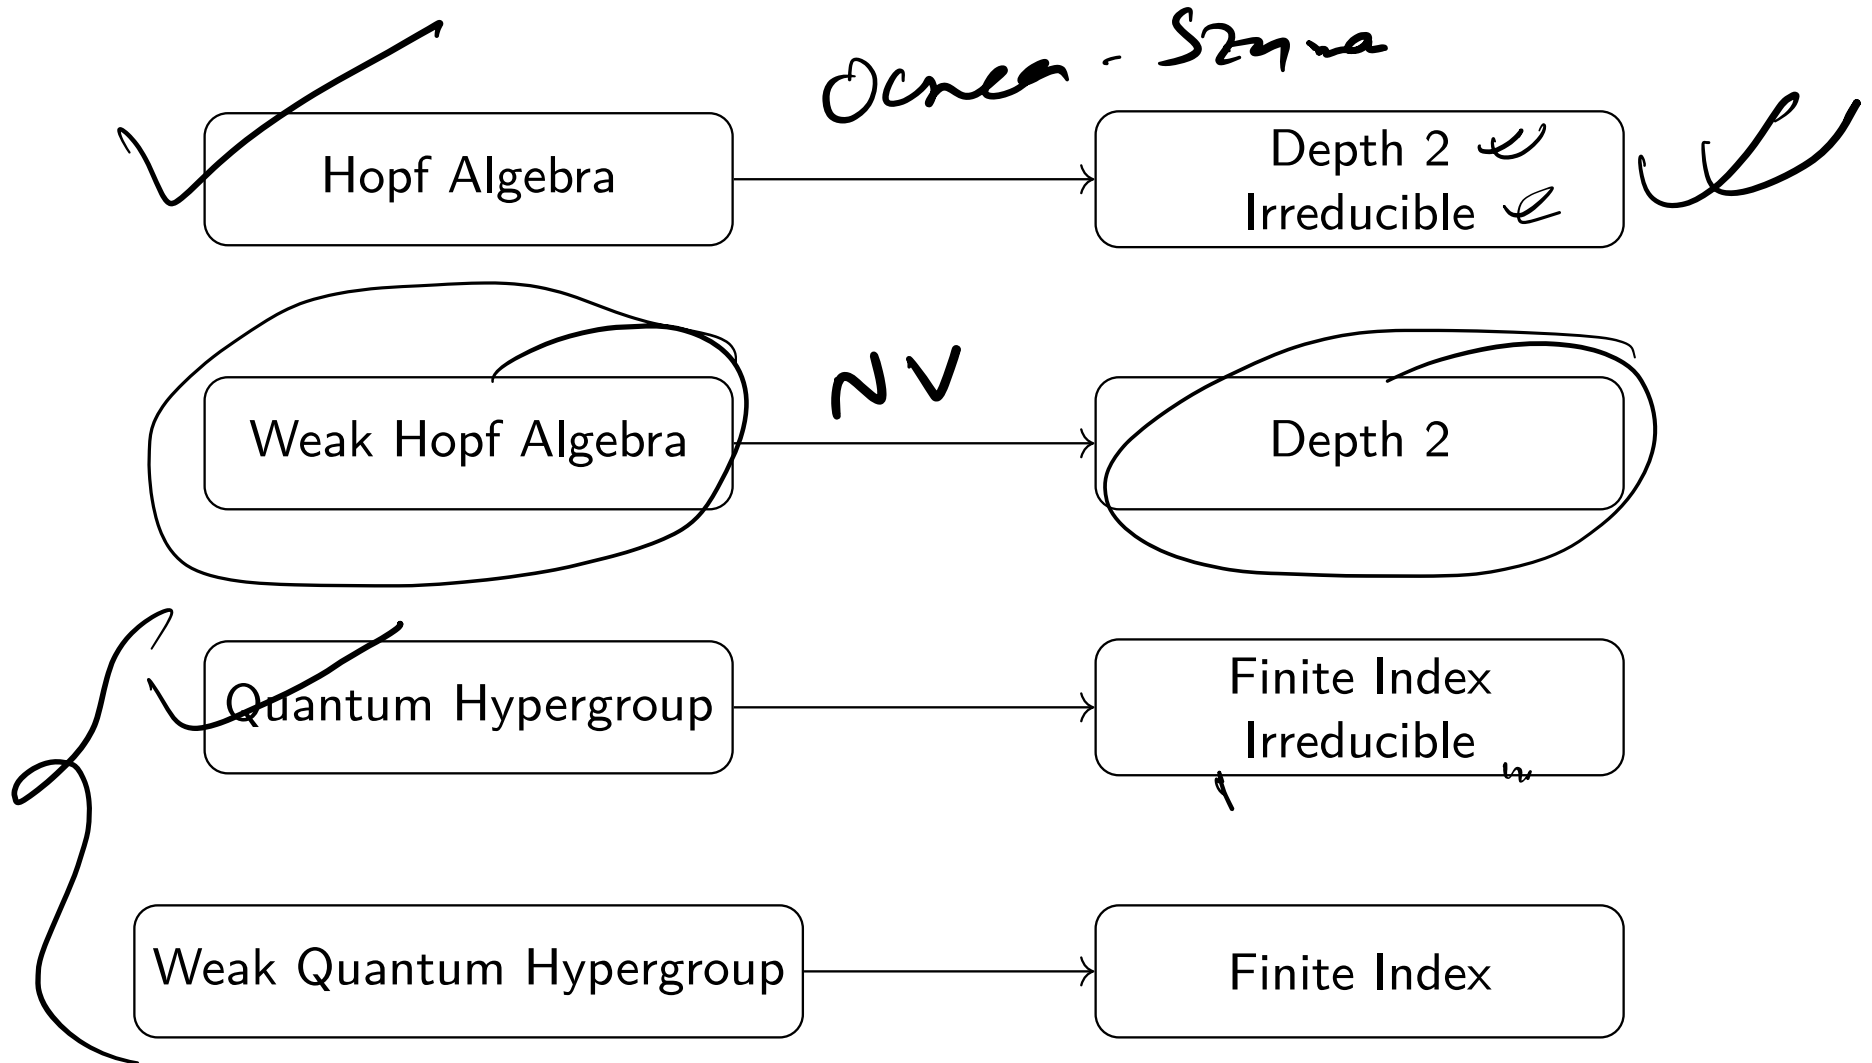 Ocnea - Szyma
Hopf Algebra
Depth 2
Irreducible
NV
Weak Hopf Algebra
Depth 2
Quantum Hypergroup
Finite Index
Irreducible
Weak Quantum Hypergroup
Finite Index